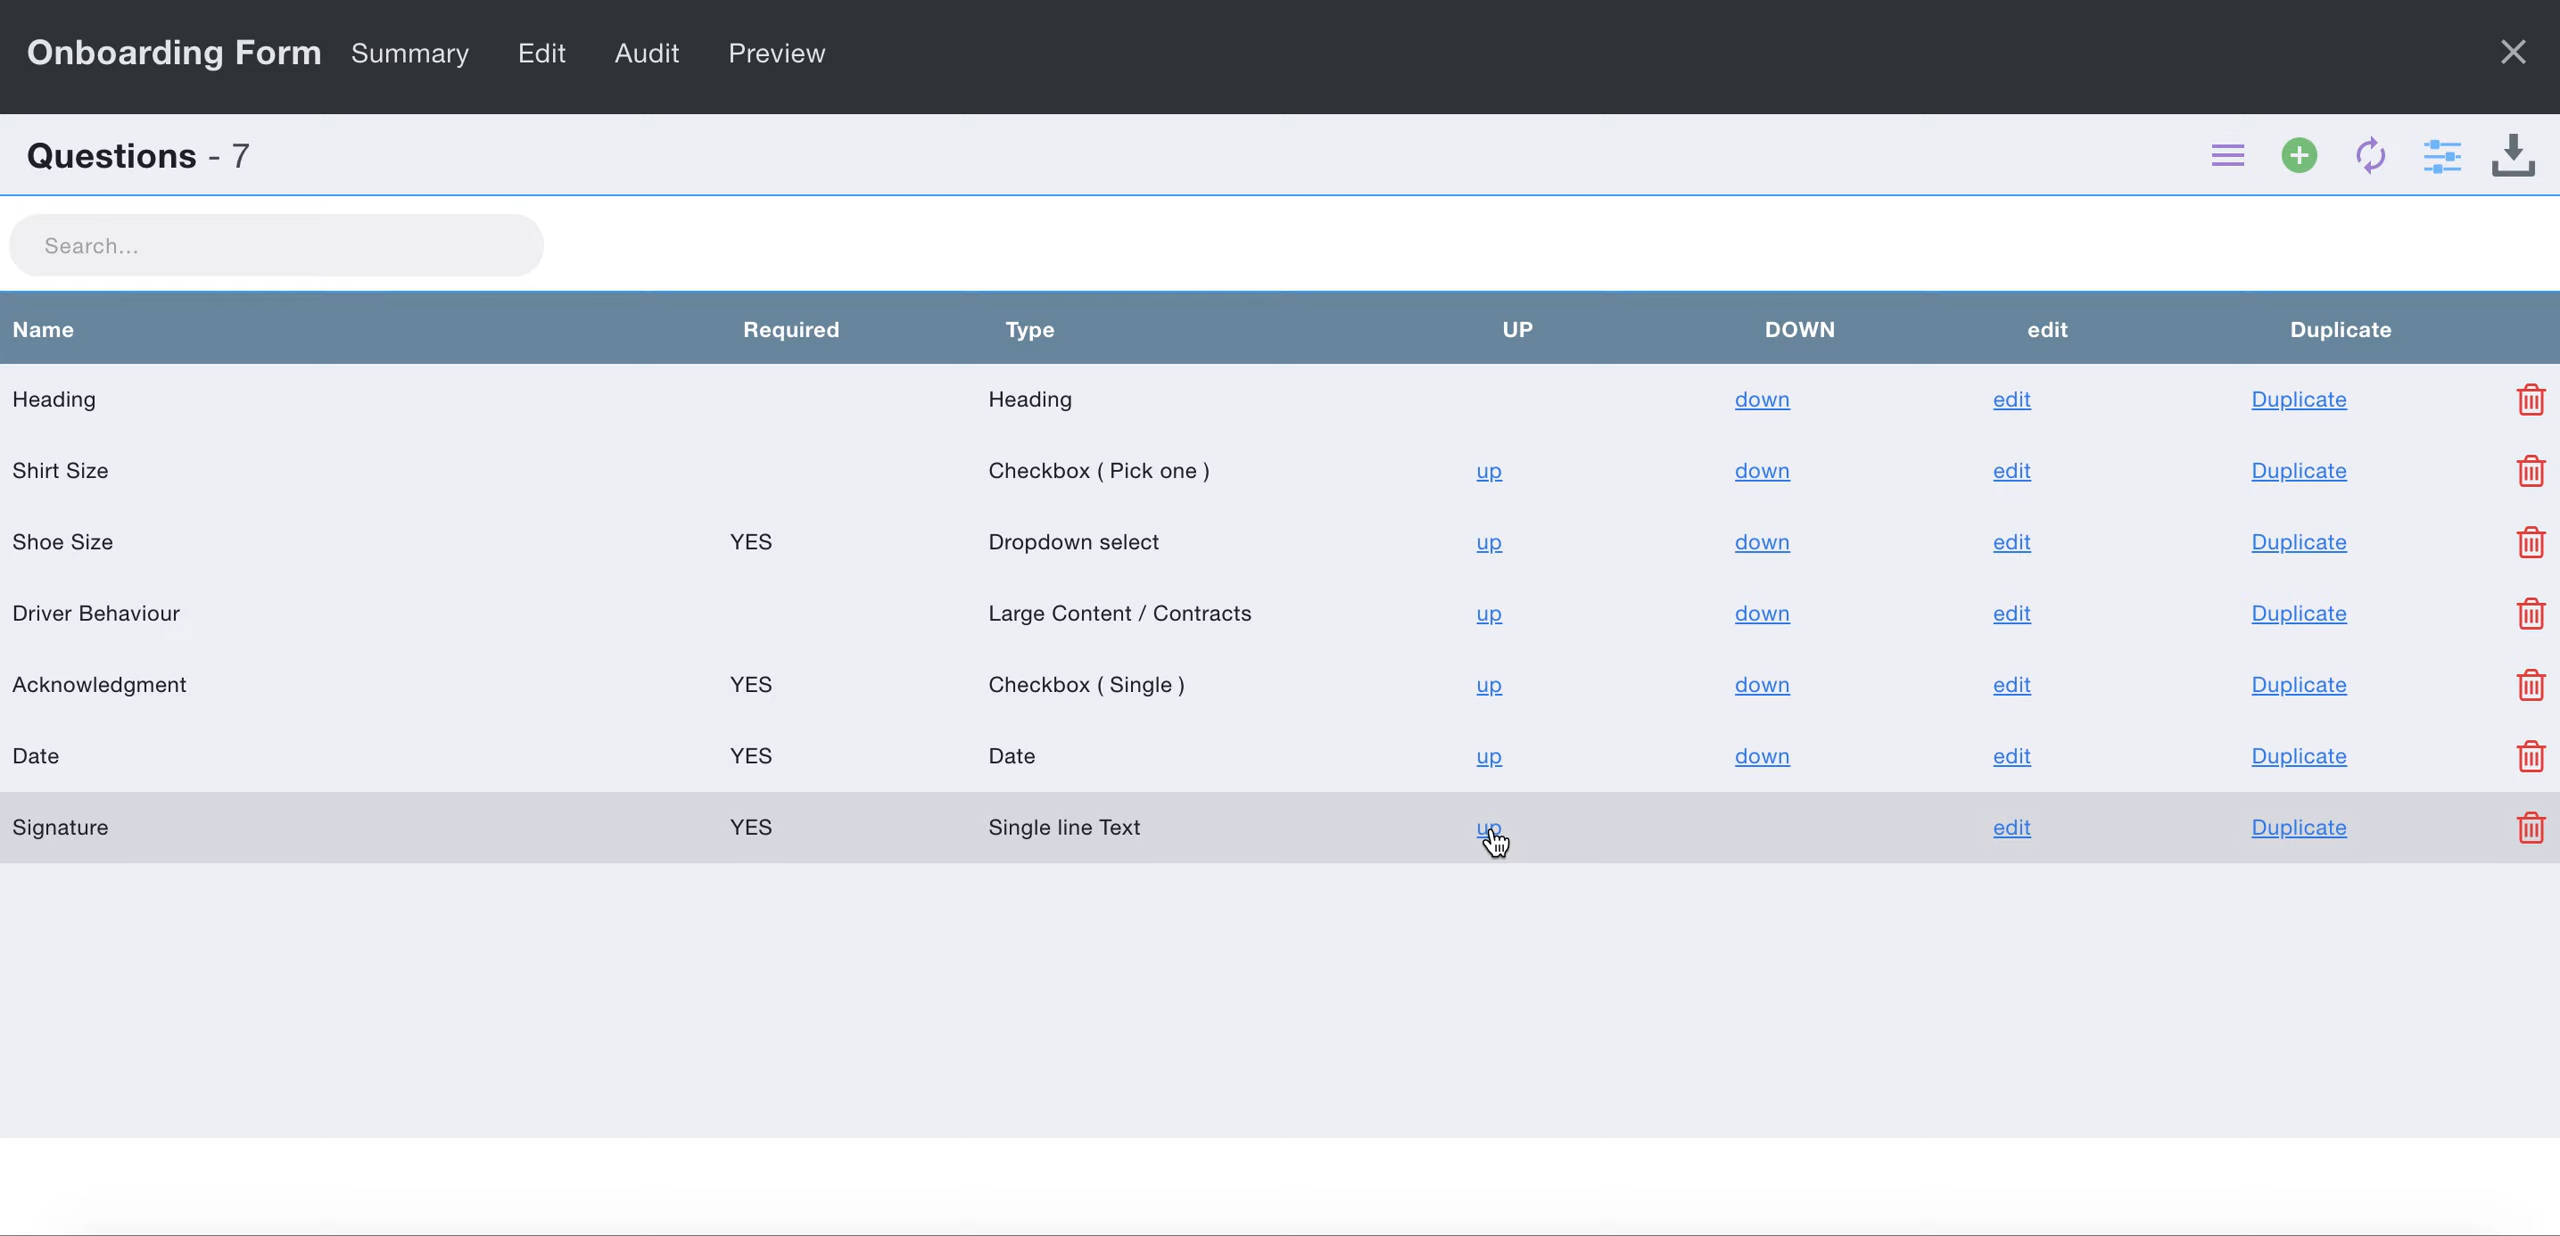 Onboarding Form Summary Edit Audit Preview
Questions - 7
Search...
Name Required Type UP DOWN edit Duplicate
Heading Heading down edit Duplicate
Shirt Size Checkbox ( Pick one ) up down edit Duplicate
Shoe Size YES Dropdown select up down edit Duplicate
Driver Behaviour Large Content / Contracts up down edit Duplicate
Acknowledgment YES Checkbox ( Single ) up down edit Duplicate
Date YES Date up down edit Duplicate
Signature YES Single line Text up edit Duplicate